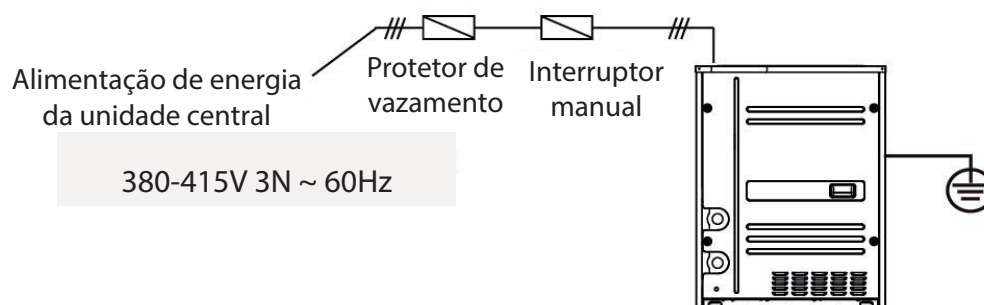 Alimentação de energia
da unidade central
Protetor de
vazamento
Interruptor
manual
380-415V 3N ~ 60Hz